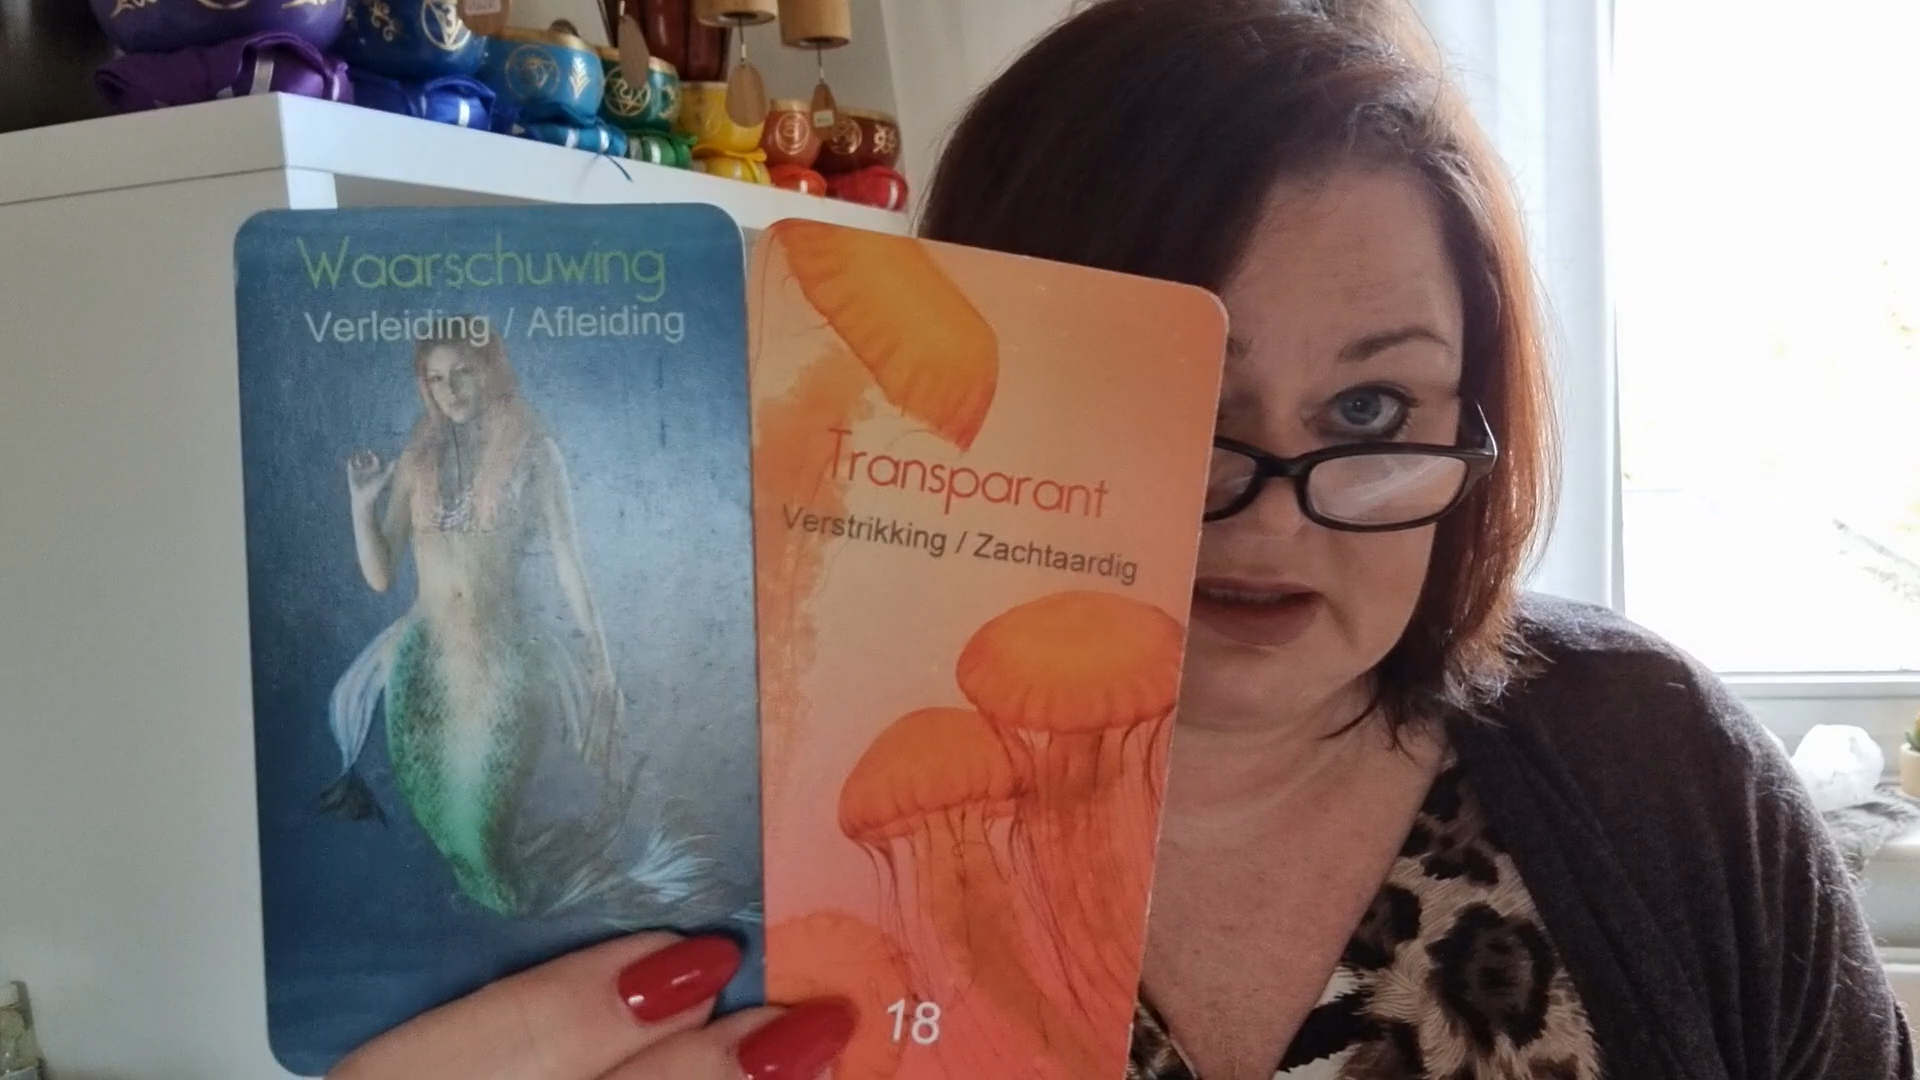 Waarschuwing
Verleiding / Afleiding
Transparant
Verstrikking / Zachtaardig
18